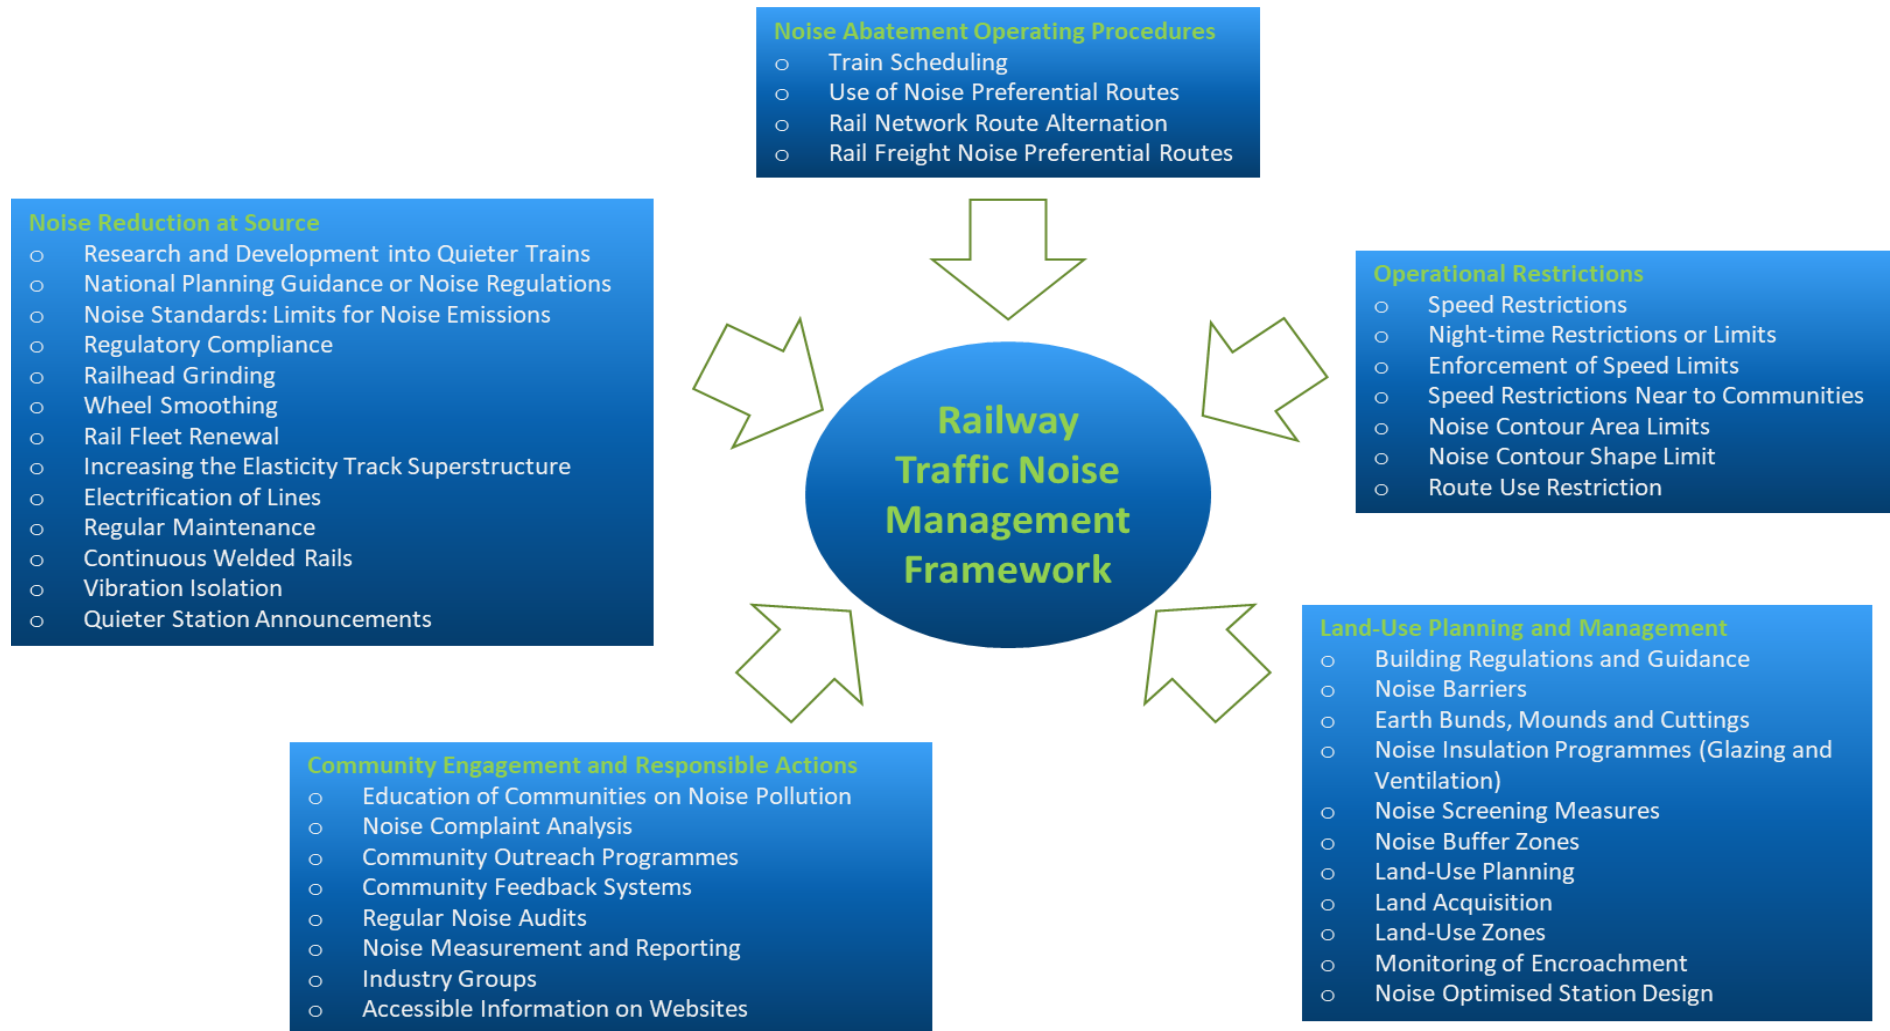 Noise Abatement Operating Procedures
o Train Scheduling
o Use of Noise Preferential Routes
o Rail Network Route Alternation
o Rail Freight Noise Preferential Routes
Noise Reduction at Source
o Research and Development into Quieter Trains
o National Planning Guidance or Noise Regulations
o Noise Standards: Limits for Noise Emissions
o Regulatory Compliance
o Railhead Grinding
o Wheel Smoothing
o Rail Fleet Renewal
o Increasing the Elasticity Track Superstructure
o Electrification of Lines
o Regular Maintenance
o Continuous Welded Rails
o Vibration Isolation
o Quieter Station Announcements
Railway
Traffic Noise
Management
Framework
Operational Restrictions
o Speed Restrictions
o Night-time Restrictions or Limits
o Enforcement of Speed Limits
o Speed Restrictions Near to Communities
o Noise Contour Area Limits
o Noise Contour Shape Limit
o Route Use Restriction
Community Engagement and Responsible Actions
o Education of Communities on Noise Pollution
o Noise Complaint Analysis
o Community Outreach Programmes
o Community Feedback Systems
o Regular Noise Audits
o Noise Measurement and Reporting
o Industry Groups
o Accessible Information on Websites
Land-Use Planning and Management
o Building Regulations and Guidance
o Noise Barriers
o Earth Bunds, Mounds and Cuttings
o Noise Insulation Programmes (Glazing and
Ventilation)
o Noise Screening Measures
o Noise Buffer Zones
o Land-Use Planning
o Land Acquisition
o Land-Use Zones
o Monitoring of Encroachment
o Noise Optimised Station Design